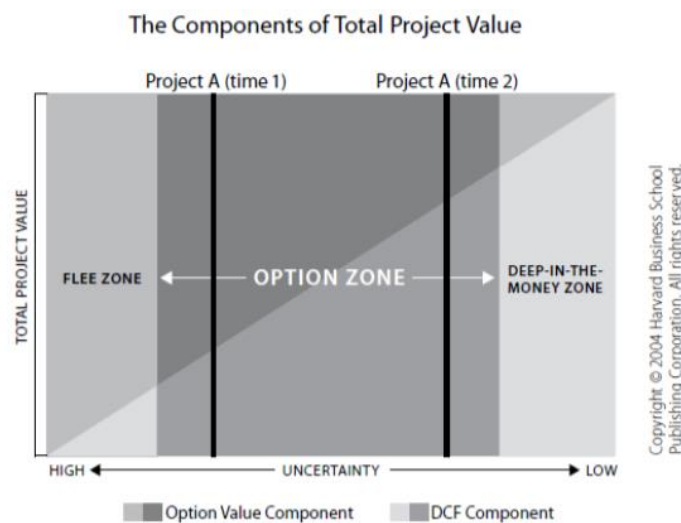 The Components of Total Project Value
Project A (time 1)
Project A (time 2)
TOTAL PROJECT VALUE
FLEE ZONE
OPTION ZONE
DEEP-IN-THE-
MONEY ZONE
HIGH
UNCERTAINTY
LOW
Option Value Component
DCF Component
Copyright © 2004 Harvard Business School
Publishing Corporation. All rights reserved.